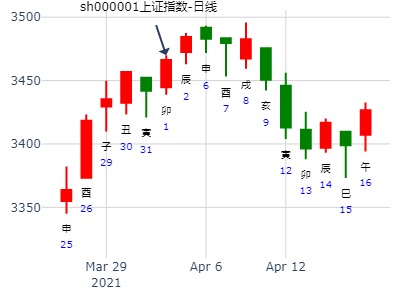 sh000001上证指数-日线
3500
3450
3400
3350
申
25
酉
26
子
29
丑
30
寅
31
卯
1
辰
2
申
6
酉
7
戌
8
亥
9
寅
12
卯
13
辰
14
巳
15
午
16
Mar 29
2021
Apr 6
Apr 12